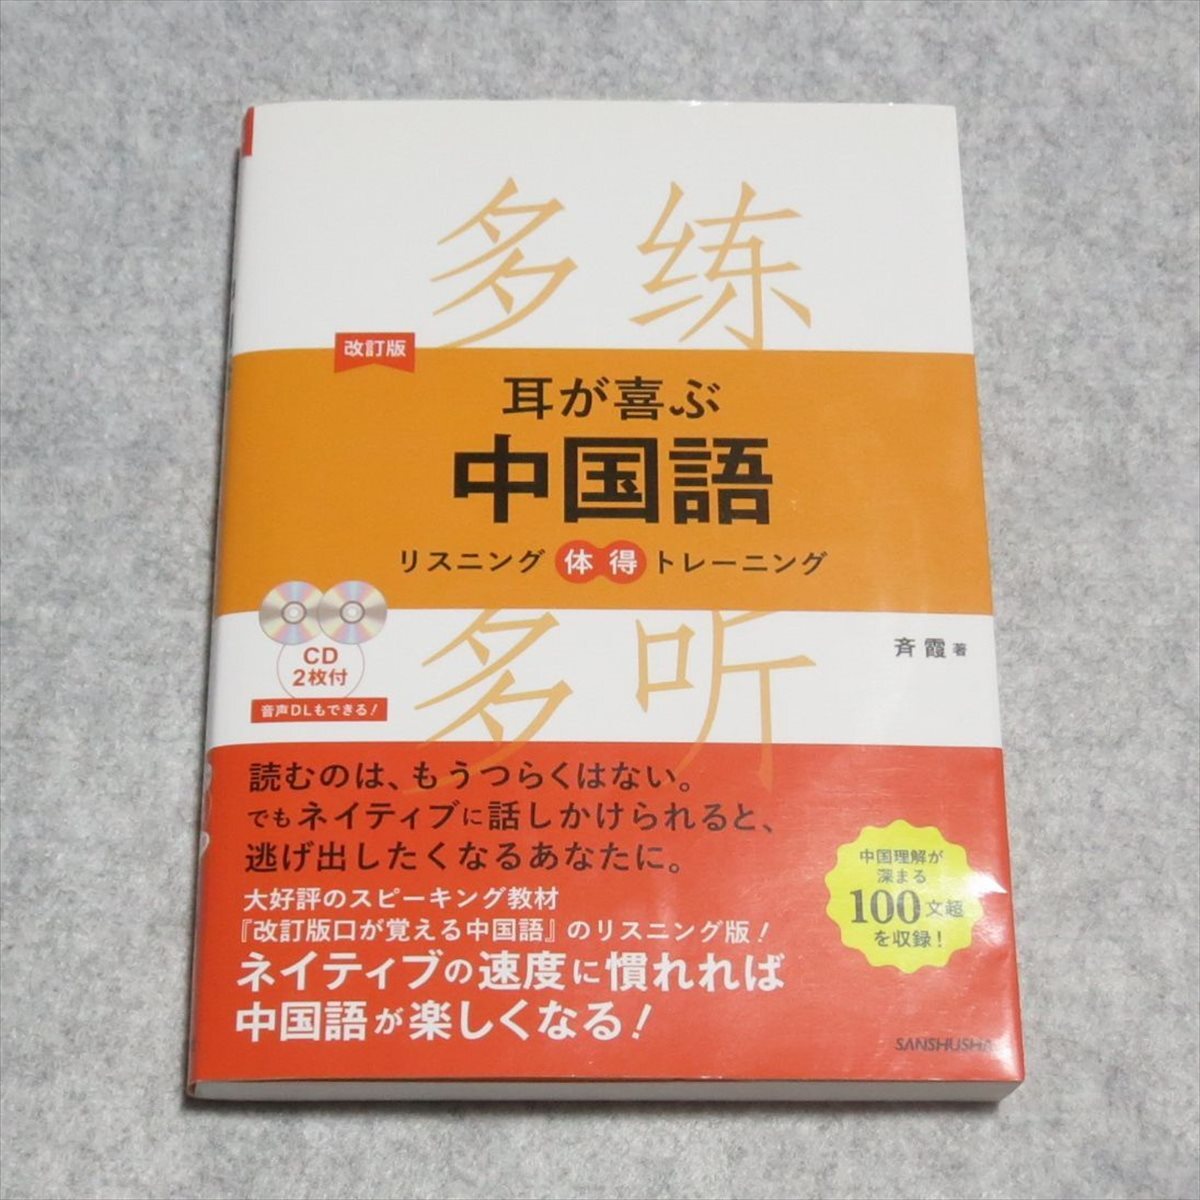 多练
改訂版
耳が喜ぶ
中国語
リスニング体得トレーニング
多听
斉霞 著
CD
2枚付
音声DLもできる！
読むのは、もうつらくはない。
でもネイティブに話しかけられると、
逃げ出したくなるあなたに。
大好評のスピーキング教材
『改訂版口が覚える中国語』のリスニング版！
ネイティブの速度に慣れれば
中国語が楽しくなる！
中国理解が
深まる
100文超
を収録！
SANSHUSHA